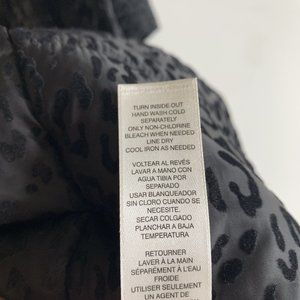 TURN INSIDE OUT
HAND WASH COLD
SEPARATELY
ONLY NON-CHLORINE
BLEACH WHEN NEEDED
LINE DRY
COOL IRON AS NEEDED
VOLTEAR AL REVÉS
LAVAR A MANO CON
AGUA TIBIA POR
SEPARADO
USAR BLANQUEADOR
SIN CLORO CUANDO SE
NECESITE.
SECAR COLGADO
PLANCHAR A BAJA
TEMPERATURA
RETOURNER
LAVER À LA MAIN
SÉPARÉMENT À L'EAU
FROIDE
UTILISER SEULEMENT
UN AGENT DE